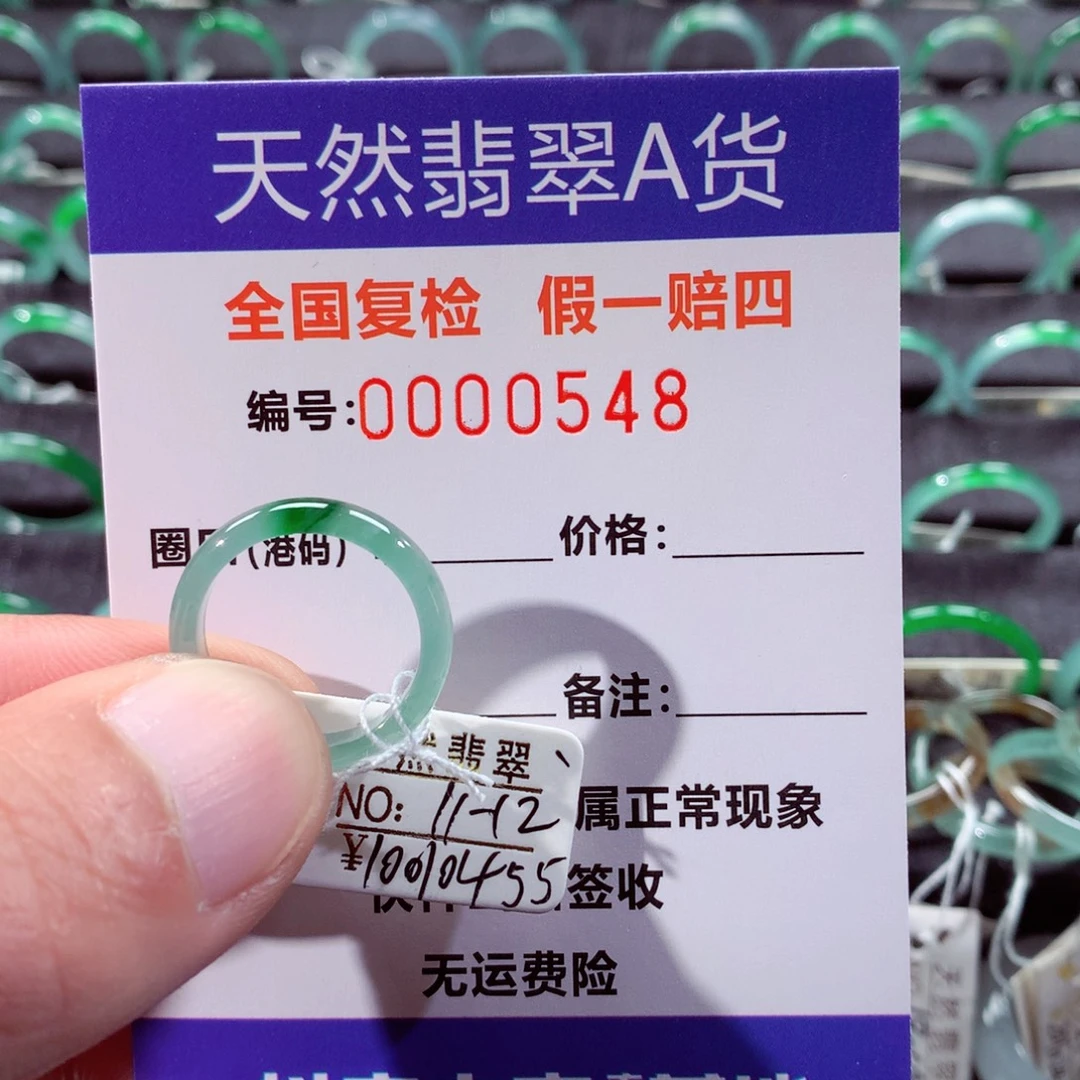 天然翡翠A货
全国复检 假一赔四
编号:0000548
圈口(港码) 价格:
备注:
翡翠
NO: 11-12
¥10010455
属正常现象
签收
无运费险